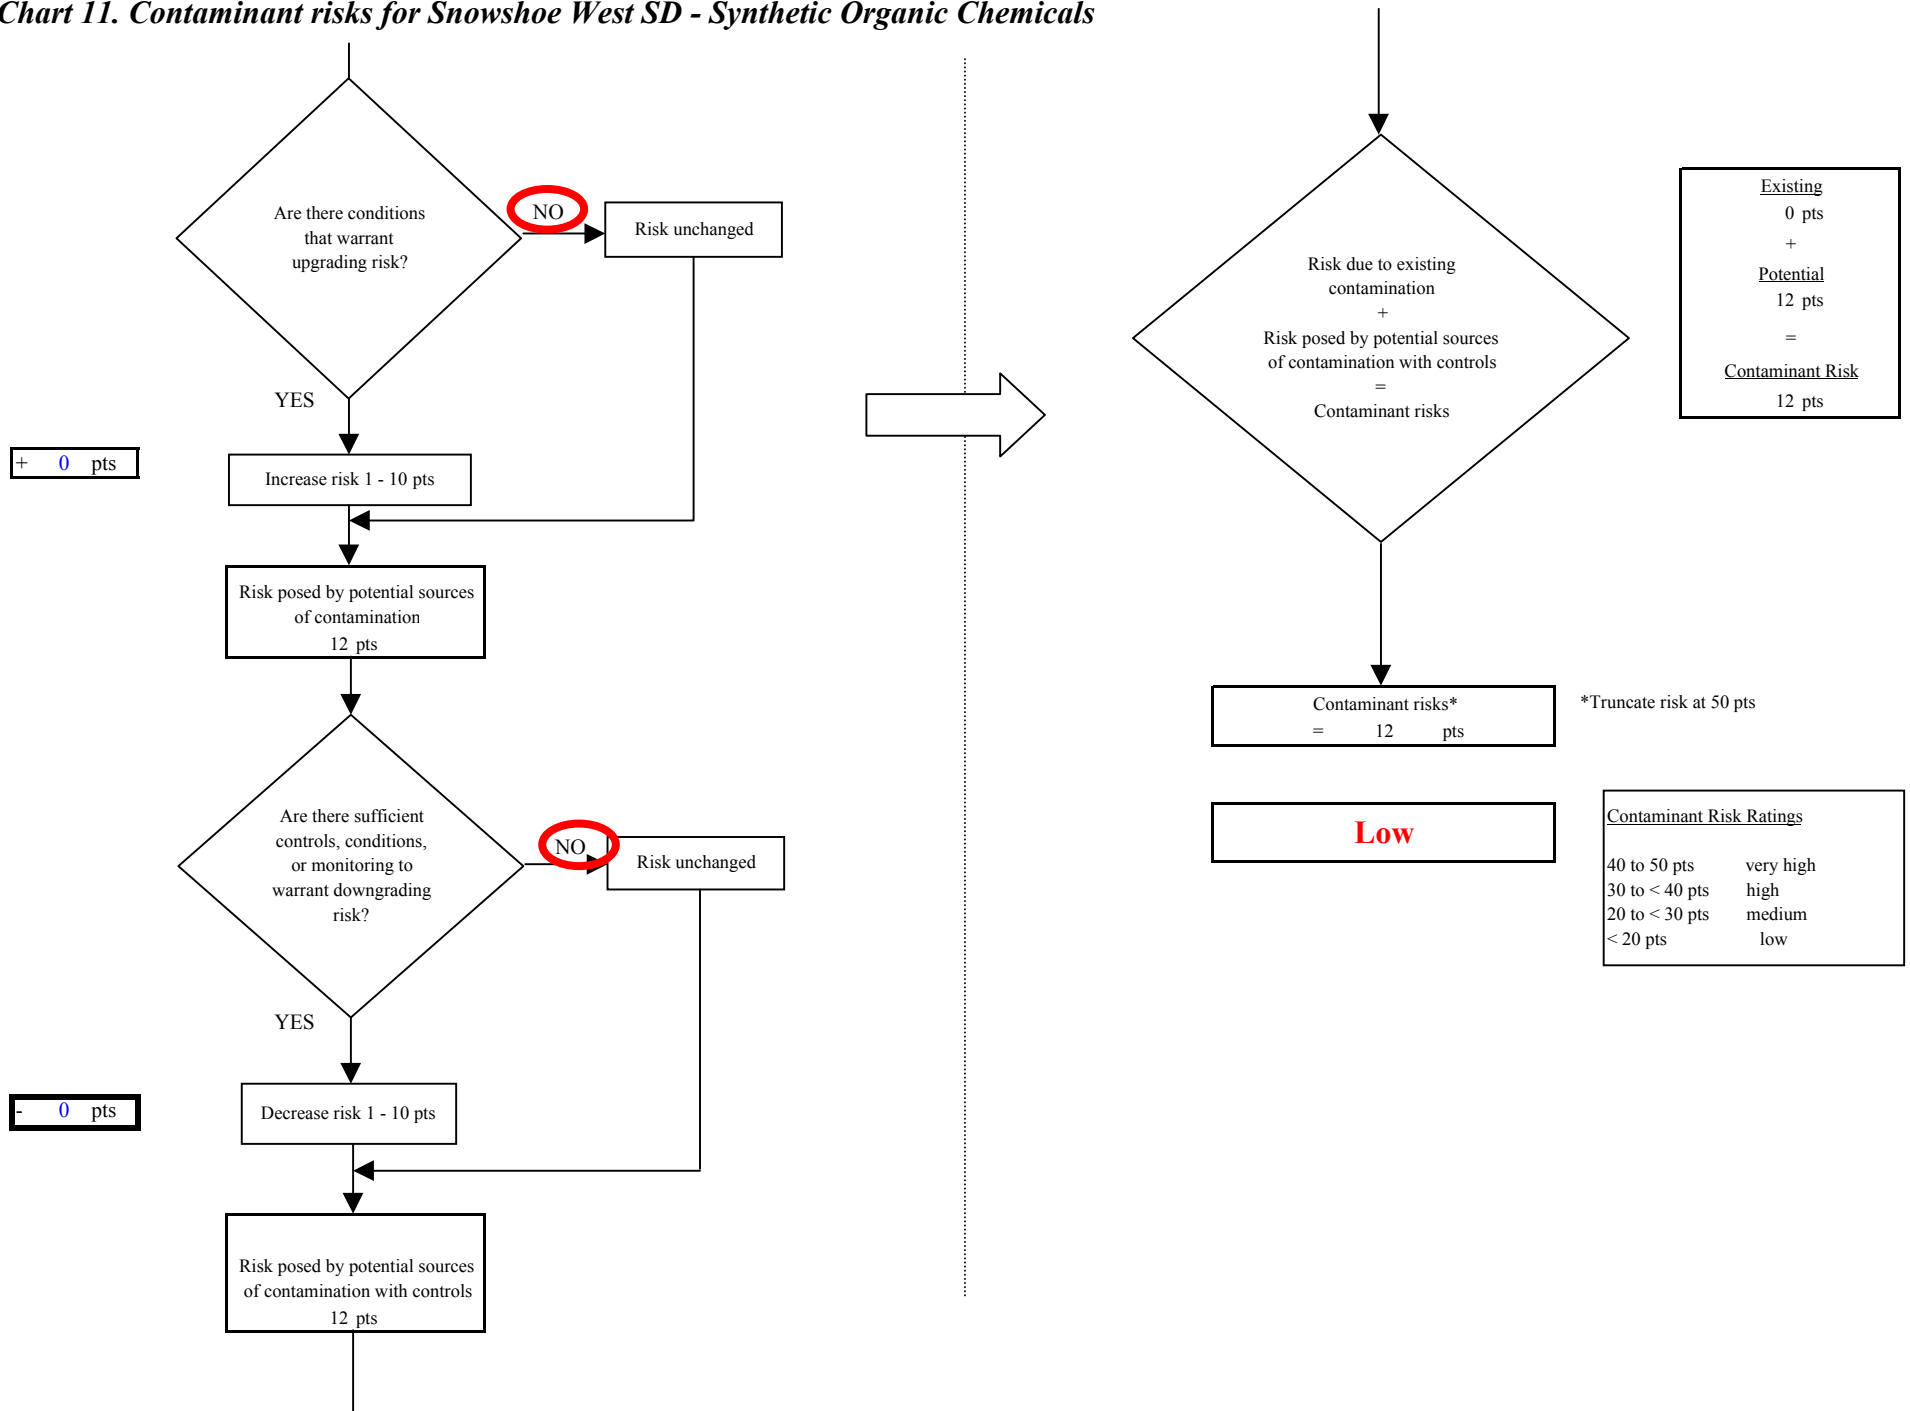 Chart 11. Contaminant risks for Snowshoe West SD - Synthetic Organic Chemicals
Are there conditions
that warrant
upgrading risk?
NO
Risk unchanged
YES
+ 0 pts
Increase risk 1 - 10 pts
Risk posed by potential sources
of contamination
12 pts
Are there sufficient
controls, conditions,
or monitoring to
warrant downgrading
risk?
NO
Risk unchanged
YES
- 0 pts
Decrease risk 1 - 10 pts
Risk posed by potential sources
of contamination with controls
12 pts
Risk due to existing
contamination
+
Risk posed by potential sources
of contamination with controls
=
Contaminant risks
Existing
0 pts
+
Potential
12 pts
=
Contaminant Risk
12 pts
Contaminant risks*
= 12 pts
*Truncate risk at 50 pts
Low
Contaminant Risk Ratings
40 to 50 pts very high
30 to < 40 pts high
20 to < 30 pts medium
< 20 pts low